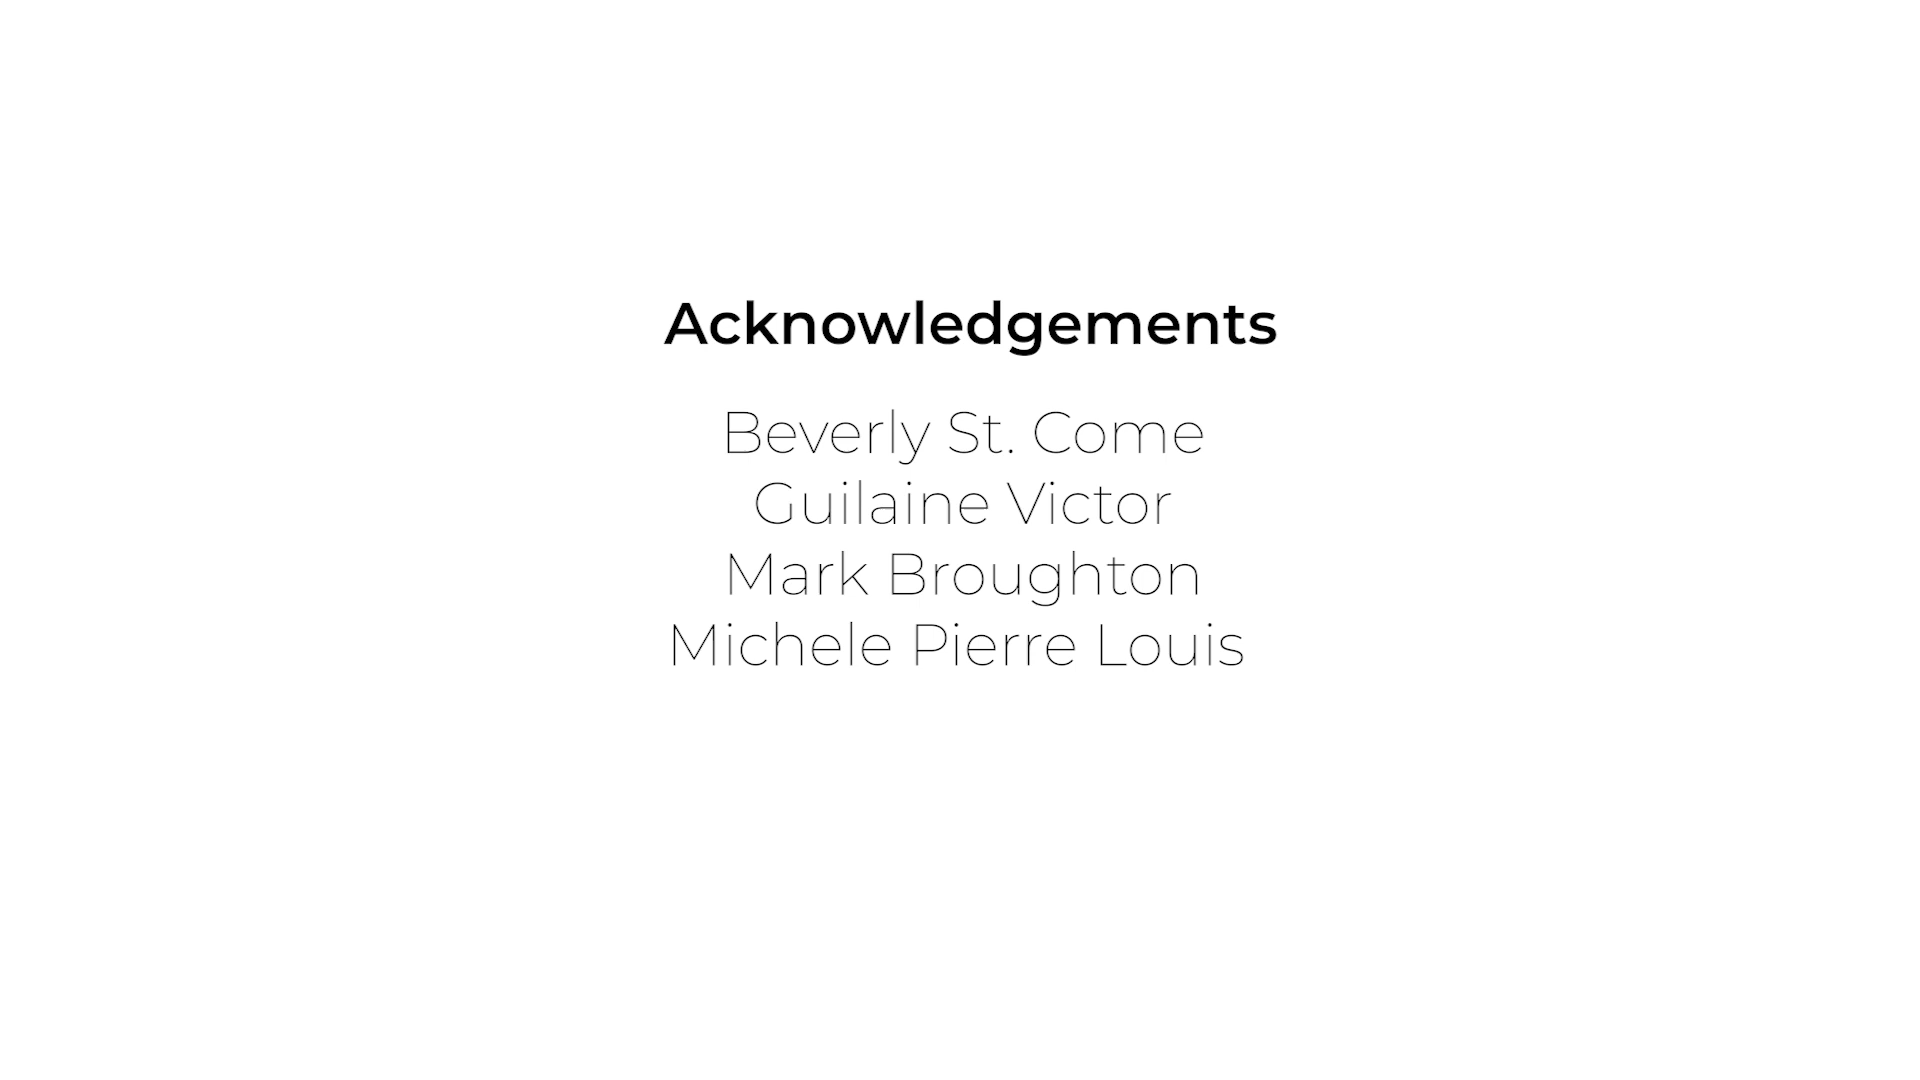 Acknowledgements
Beverly St. Come
Guilaine Victor
Mark Broughton
Michele Pierre Louis